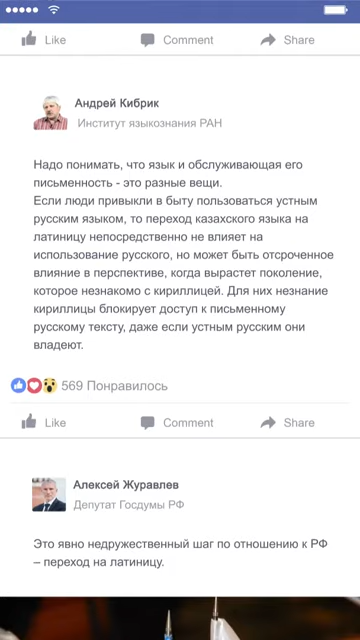 Like Comment Share
Андрей Кибрик
Институт языкознания РАН
Надо понимать, что язык и обслуживающая его
письменность - это разные вещи.
Если люди привыкли в быту пользоваться устным
русским языком, то переход казахского языка на
латиницу непосредственно не влияет на
использование русского, но может быть отсроченное
влияние в перспективе, когда вырастет поколение,
которое незнакомо с кириллицей. Для них незнание
кириллицы блокирует доступ к письменному
русскому тексту, даже если устным русским они
владеют.
569 Понравилось
Like Comment Share
Алексей Журавлев
Депутат Госдумы РФ
Это явно недружественный шаг по отношению к РФ
– переход на латиницу.